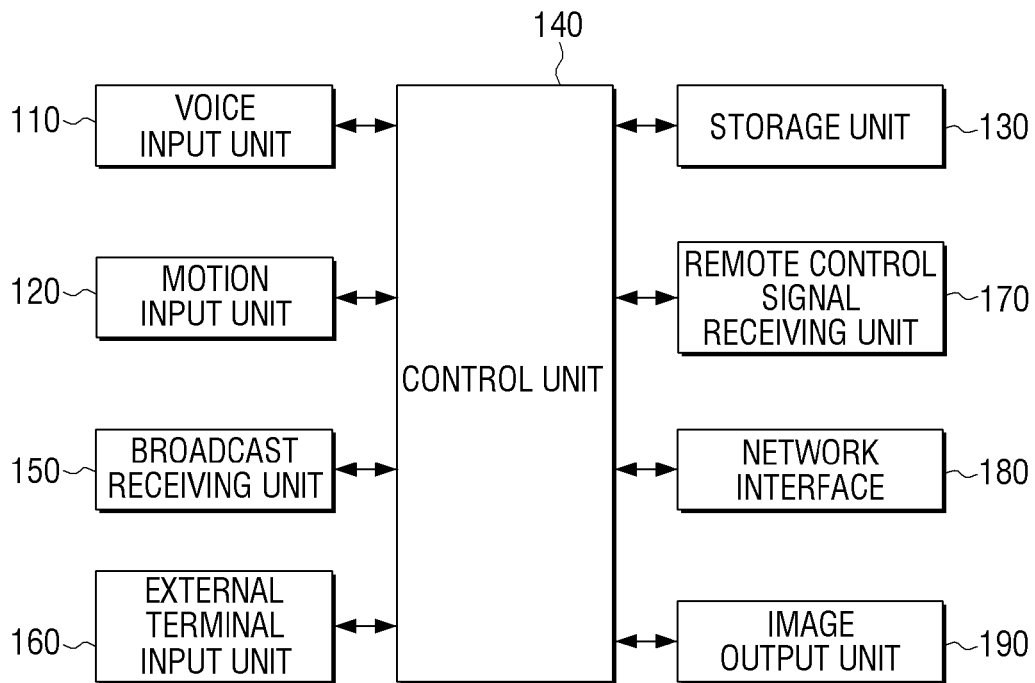 140
110
VOICE
INPUT UNIT
STORAGE UNIT
130
120
MOTION
INPUT UNIT
REMOTE CONTROL
SIGNAL
RECEIVING UNIT
170
CONTROL UNIT
150
BROADCAST
RECEIVING UNIT
NETWORK
INTERFACE
180
160
EXTERNAL
TERMINAL
INPUT UNIT
IMAGE
OUTPUT UNIT
190